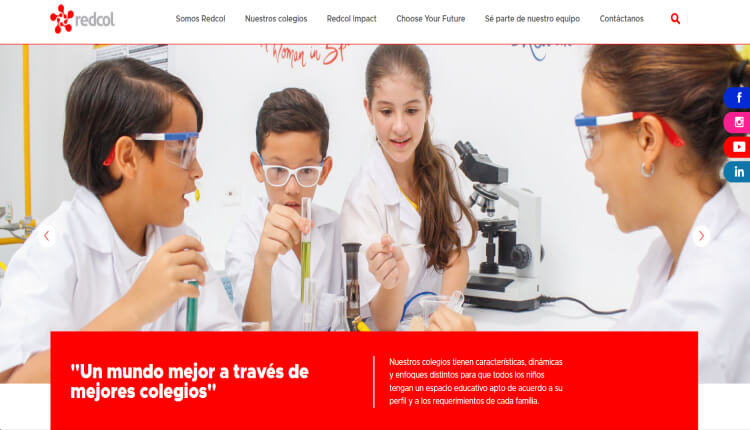 redcol
Somos Redcol
Nuestros colegios
Redcol Impact
Choose Your Future
Sé parte de nuestro equipo
Contáctanos
Women in
"Un mundo mejor a través de
mejores colegios"
Nuestros colegios tienen características, dinámicas
y enfoques distintos para que todos los niños
tengan un espacio educativo apto de acuerdo a su
perfil y a los requerimientos de cada familia.